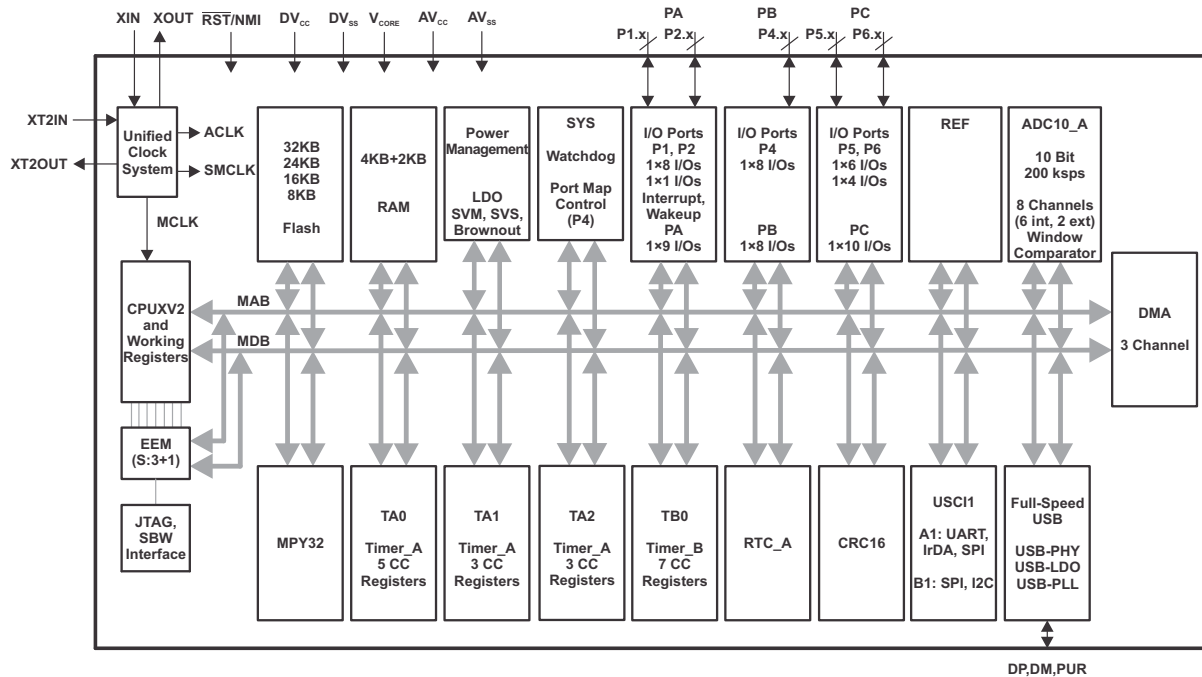 XIN
XOUT
RST/NMI
DVCC
DVSS
VCORE
AVCC
AVSS
PA
P1.x
P2.x
PB
P4.x
PC
P5.x
P6.x
XT2IN
XT2OUT
Unified
Clock
System
ACLK
SMCLK
MCLK
32KB
24KB
16KB
8KB
Flash
4KB+2KB
RAM
Power
Management
LDO
SVM, SVS,
Brownout
SYS
Watchdog
Port Map
Control
(P4)
I/O Ports
P1, P2
1×8 I/Os
1×1 I/Os
Interrupt,
Wakeup
PA
1×9 I/Os
I/O Ports
P4
1×8 I/Os
PB
1×8 I/Os
I/O Ports
P5, P6
1×6 I/Os
1×4 I/Os
PC
1×10 I/Os
REF
ADC10_A
10 Bit
200 ksps
8 Channels
(6 int, 2 ext)
Window
Comparator
CPUXV2
and
Working
Registers
MAB
MDB
DMA
3 Channel
EEM
(S:3+1)
JTAG,
SBW
Interface
MPY32
TA0
Timer_A
5 CC
Registers
TA1
Timer_A
3 CC
Registers
TA2
Timer_A
3 CC
Registers
TB0
Timer_B
7 CC
Registers
RTC_A
CRC16
USCI1
A1: UART,
IrDA, SPI
B1: SPI, I2C
Full-Speed
USB
USB-PHY
USB-LDO
USB-PLL
DP,DM,PUR